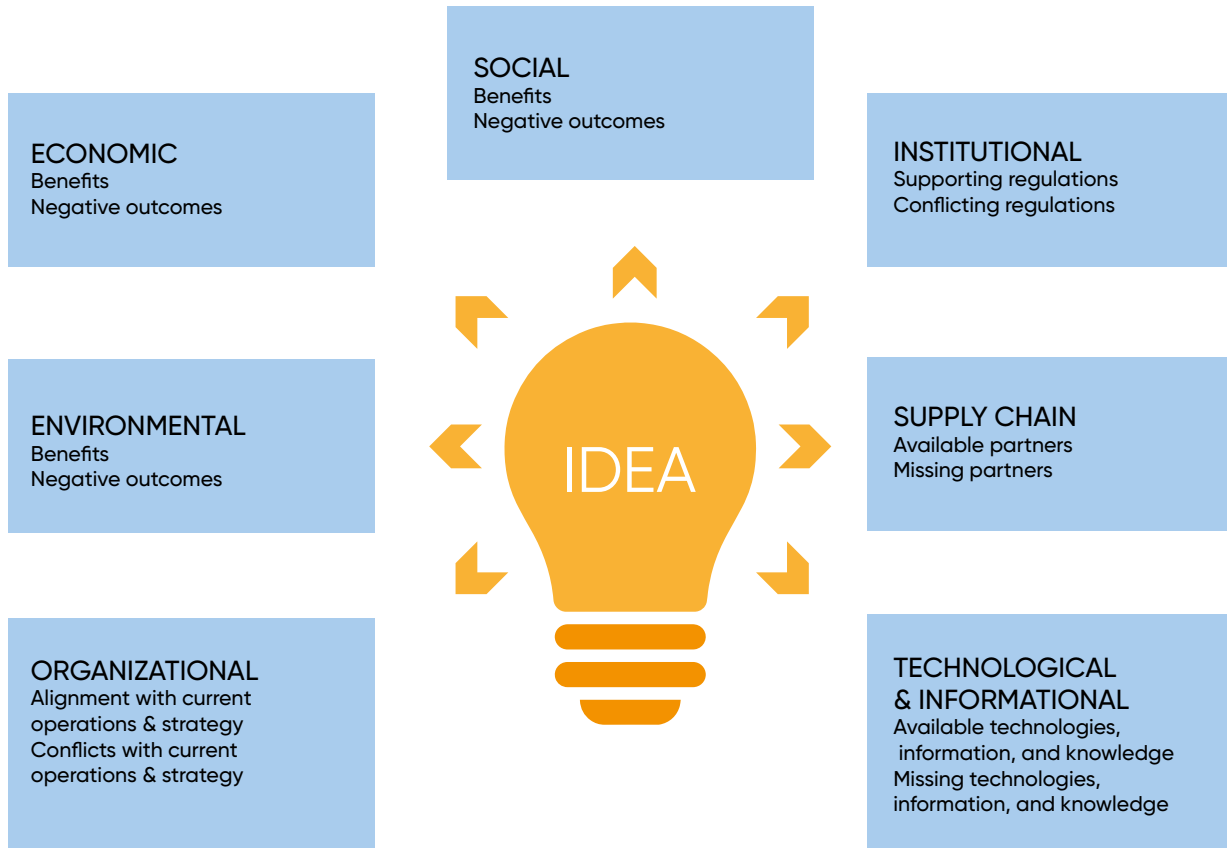 SOCIAL
Benefits
Negative outcomes
ECONOMIC
Benefits
Negative outcomes
INSTITUTIONAL
Supporting regulations
Conflicting regulations
ENVIRONMENTAL
Benefits
Negative outcomes
IDEA
SUPPLY CHAIN
Available partners
Missing partners
ORGANIZATIONAL
Alignment with current
operations & strategy
Conflicts with current
operations & strategy
TECHNOLOGICAL
& INFORMATIONAL
Available technologies,
information, and knowledge
Missing technologies,
information, and knowledge